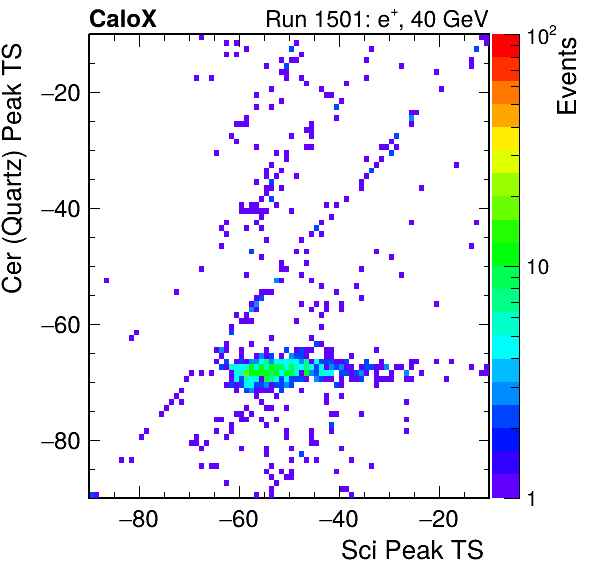 CaloX Run 1501: e⁺, 40 GeV
Cer (Quartz) Peak TS
−20
−40
−60
−80
−80 −60 −40 −20
Sci Peak TS
10²
10
1
Events